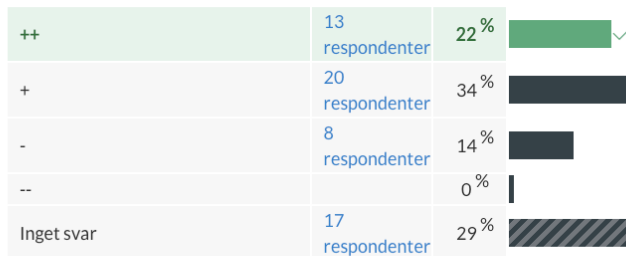 ++ 13 respondenter 22 %
+ 20 respondenter 34 %
- 8 respondenter 14 %
-- 0 %
Inget svar 17 respondenter 29 %